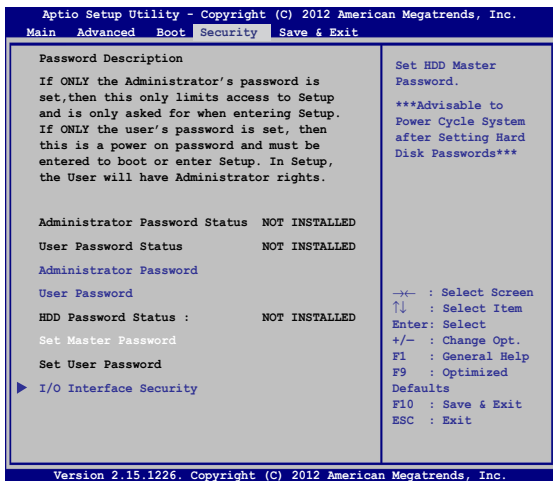 Aptio Setup Utility - Copyright (C) 2012 American Megatrends, Inc.
Main Advanced Boot Security Save & Exit
Password Description
If ONLY the Administrator's password is
set,then this only limits access to Setup
and is only asked for when entering Setup.
If ONLY the user's password is set, then
this is a power on password and must be
entered to boot or enter Setup. In Setup,
the User will have Administrator rights.
Administrator Password Status NOT INSTALLED
User Password Status NOT INSTALLED
Administrator Password
User Password
HDD Password Status : NOT INSTALLED
Set Master Password
Set User Password
I/O Interface Security
Set HDD Master
Password.
***Advisable to
Power Cycle System
after Setting Hard
Disk Passwords***
→← : Select Screen
↑↓ : Select Item
Enter: Select
+/— : Change Opt.
F1 : General Help
F9 : Optimized
Defaults
F10 : Save & Exit
ESC : Exit
Version 2.15.1226. Copyright (C) 2012 American Megatrends, Inc.